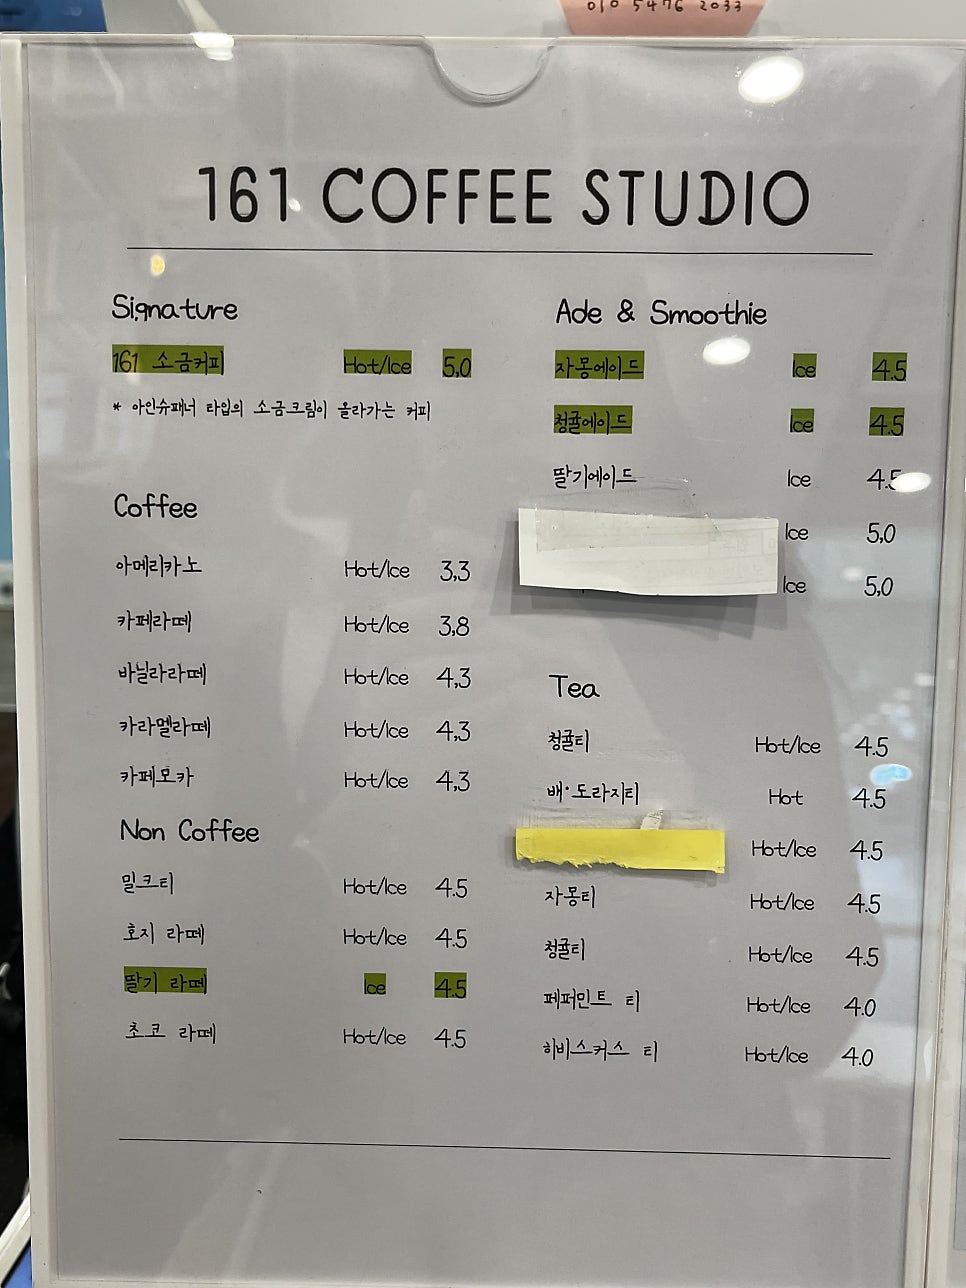 010 5476 2033
161 COFFEE STUDIO
Signature
161 소금커피 Hot/Ice 5,0
* 아인슈패너 타입의 소금크림이 올라가는 커피
Coffee
아메리카노 Hot/Ice 3,3
카페라떼 Hot/Ice 3,8
바닐라라떼 Hot/Ice 4,3
카라멜라떼 Hot/Ice 4,3
카페모카 Hot/Ice 4,3
Non Coffee
밀크티 Hot/Ice 4.5
호지 라떼 Hot/Ice 4.5
딸기 라떼 Ice 4.5
초코 라떼 Hot/Ice 4.5
Ade & Smoothie
자몽에이드 Ice 4.5
청귤에이드 Ice 4.5
딸기에이드 Ice 4.5
Ice 5,0
Ice 5,0
Tea
청귤티 Hot/Ice 4.5
배·도라지티 Hot 4.5
Hot/Ice 4.5
자몽티 Hot/Ice 4.5
청귤티 Hot/Ice 4.5
페퍼민트 티 Hot/Ice 4.0
히비스커스 티 Hot/Ice 4.0